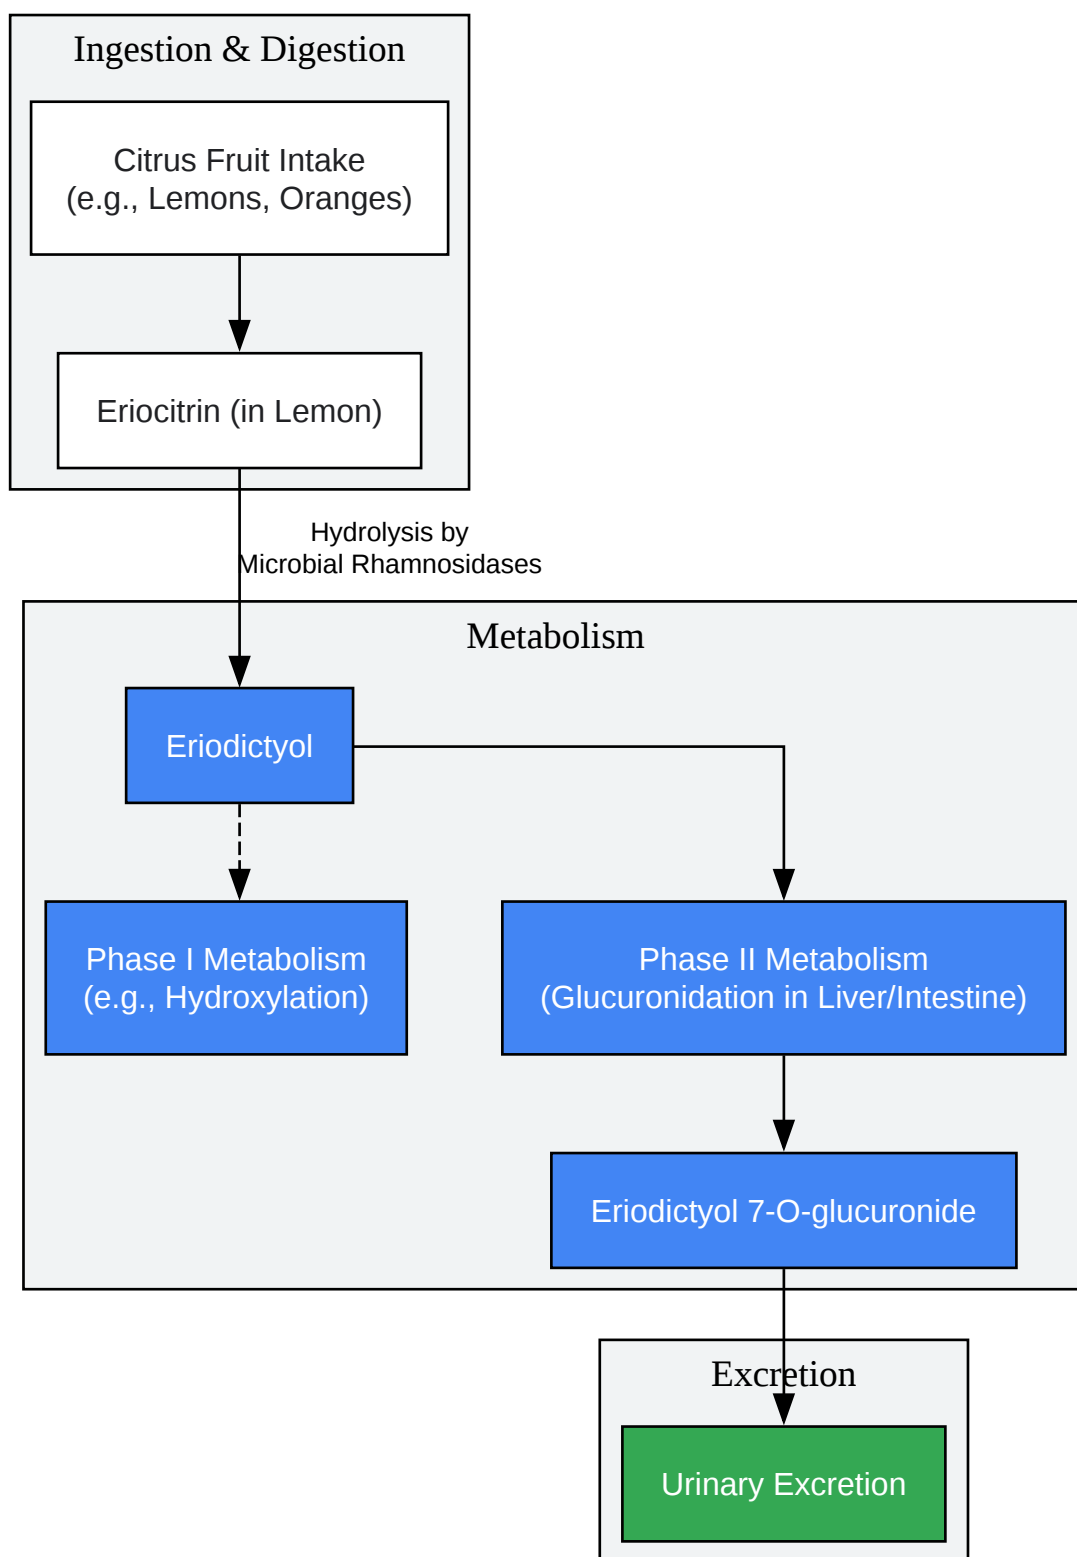 Ingestion & Digestion
Citrus Fruit Intake
(e.g., Lemons, Oranges)
Eriocitrin (in Lemon)
Hydrolysis by
Microbial Rhamnosidases
Metabolism
Eriodictyol
Phase I Metabolism
(e.g., Hydroxylation)
Phase II Metabolism
(Glucuronidation in Liver/Intestine)
Eriodictyol 7-O-glucuronide
Excretion
Urinary Excretion